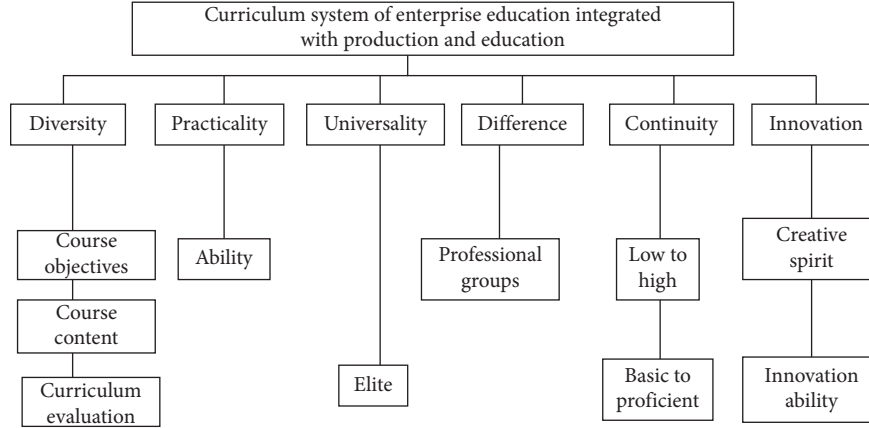 Curriculum system of enterprise education integrated
with production and education
Diversity
Practicality
Universality
Difference
Continuity
Innovation
Course
objectives
Ability
Professional
groups
Low to
high
Creative
spirit
Course
content
Curriculum
evaluation
Elite
Basic to
proficient
Innovation
ability